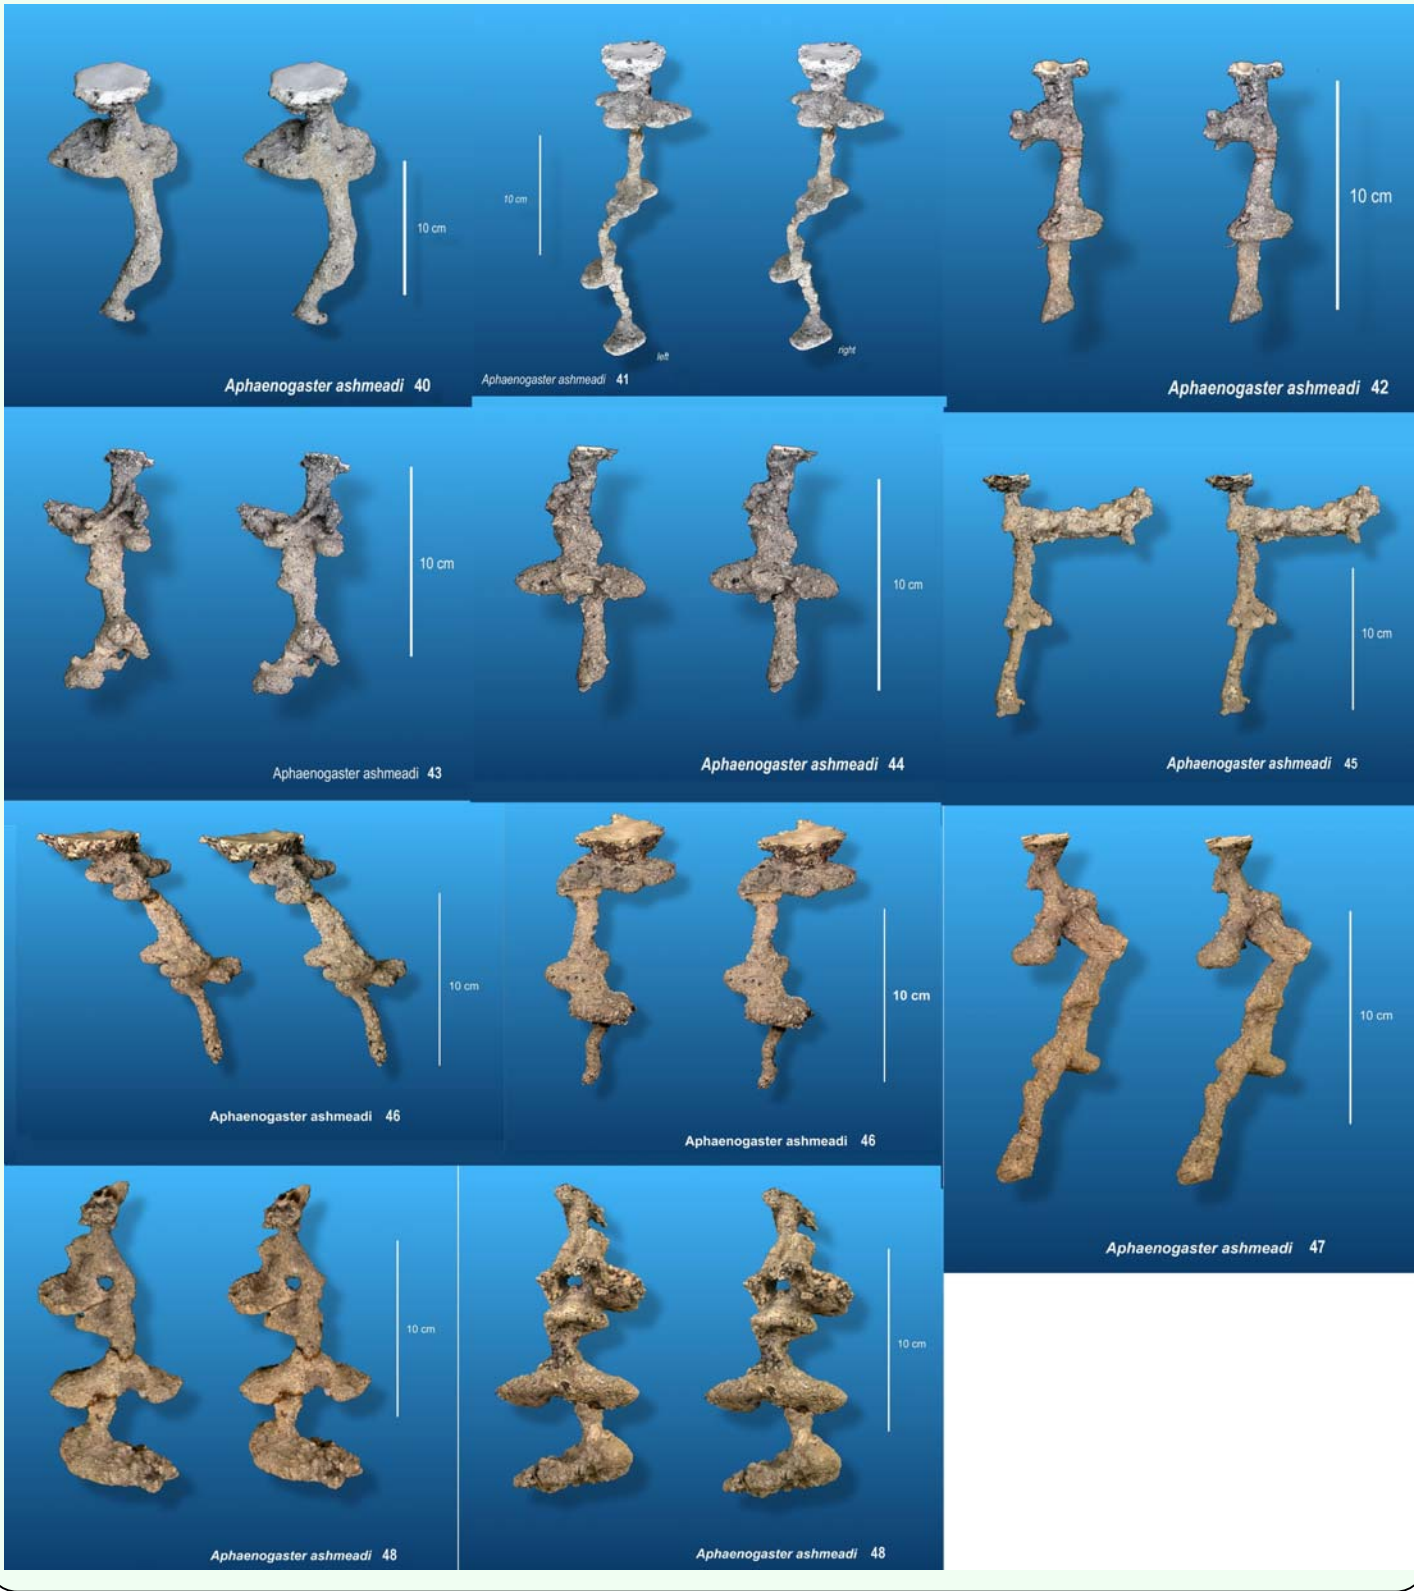 10 cm
Aphaenogaster ashmeadi 40
10 cm
left
right
Aphaenogaster ashmeadi 41
10 cm
Aphaenogaster ashmeadi 42
10 cm
Aphaenogaster ashmeadi 43
10 cm
Aphaenogaster ashmeadi 44
10 cm
Aphaenogaster ashmeadi 45
10 cm
Aphaenogaster ashmeadi 46
10 cm
Aphaenogaster ashmeadi 46
10 cm
Aphaenogaster ashmeadi 47
10 cm
Aphaenogaster ashmeadi 48
10 cm
Aphaenogaster ashmeadi 48